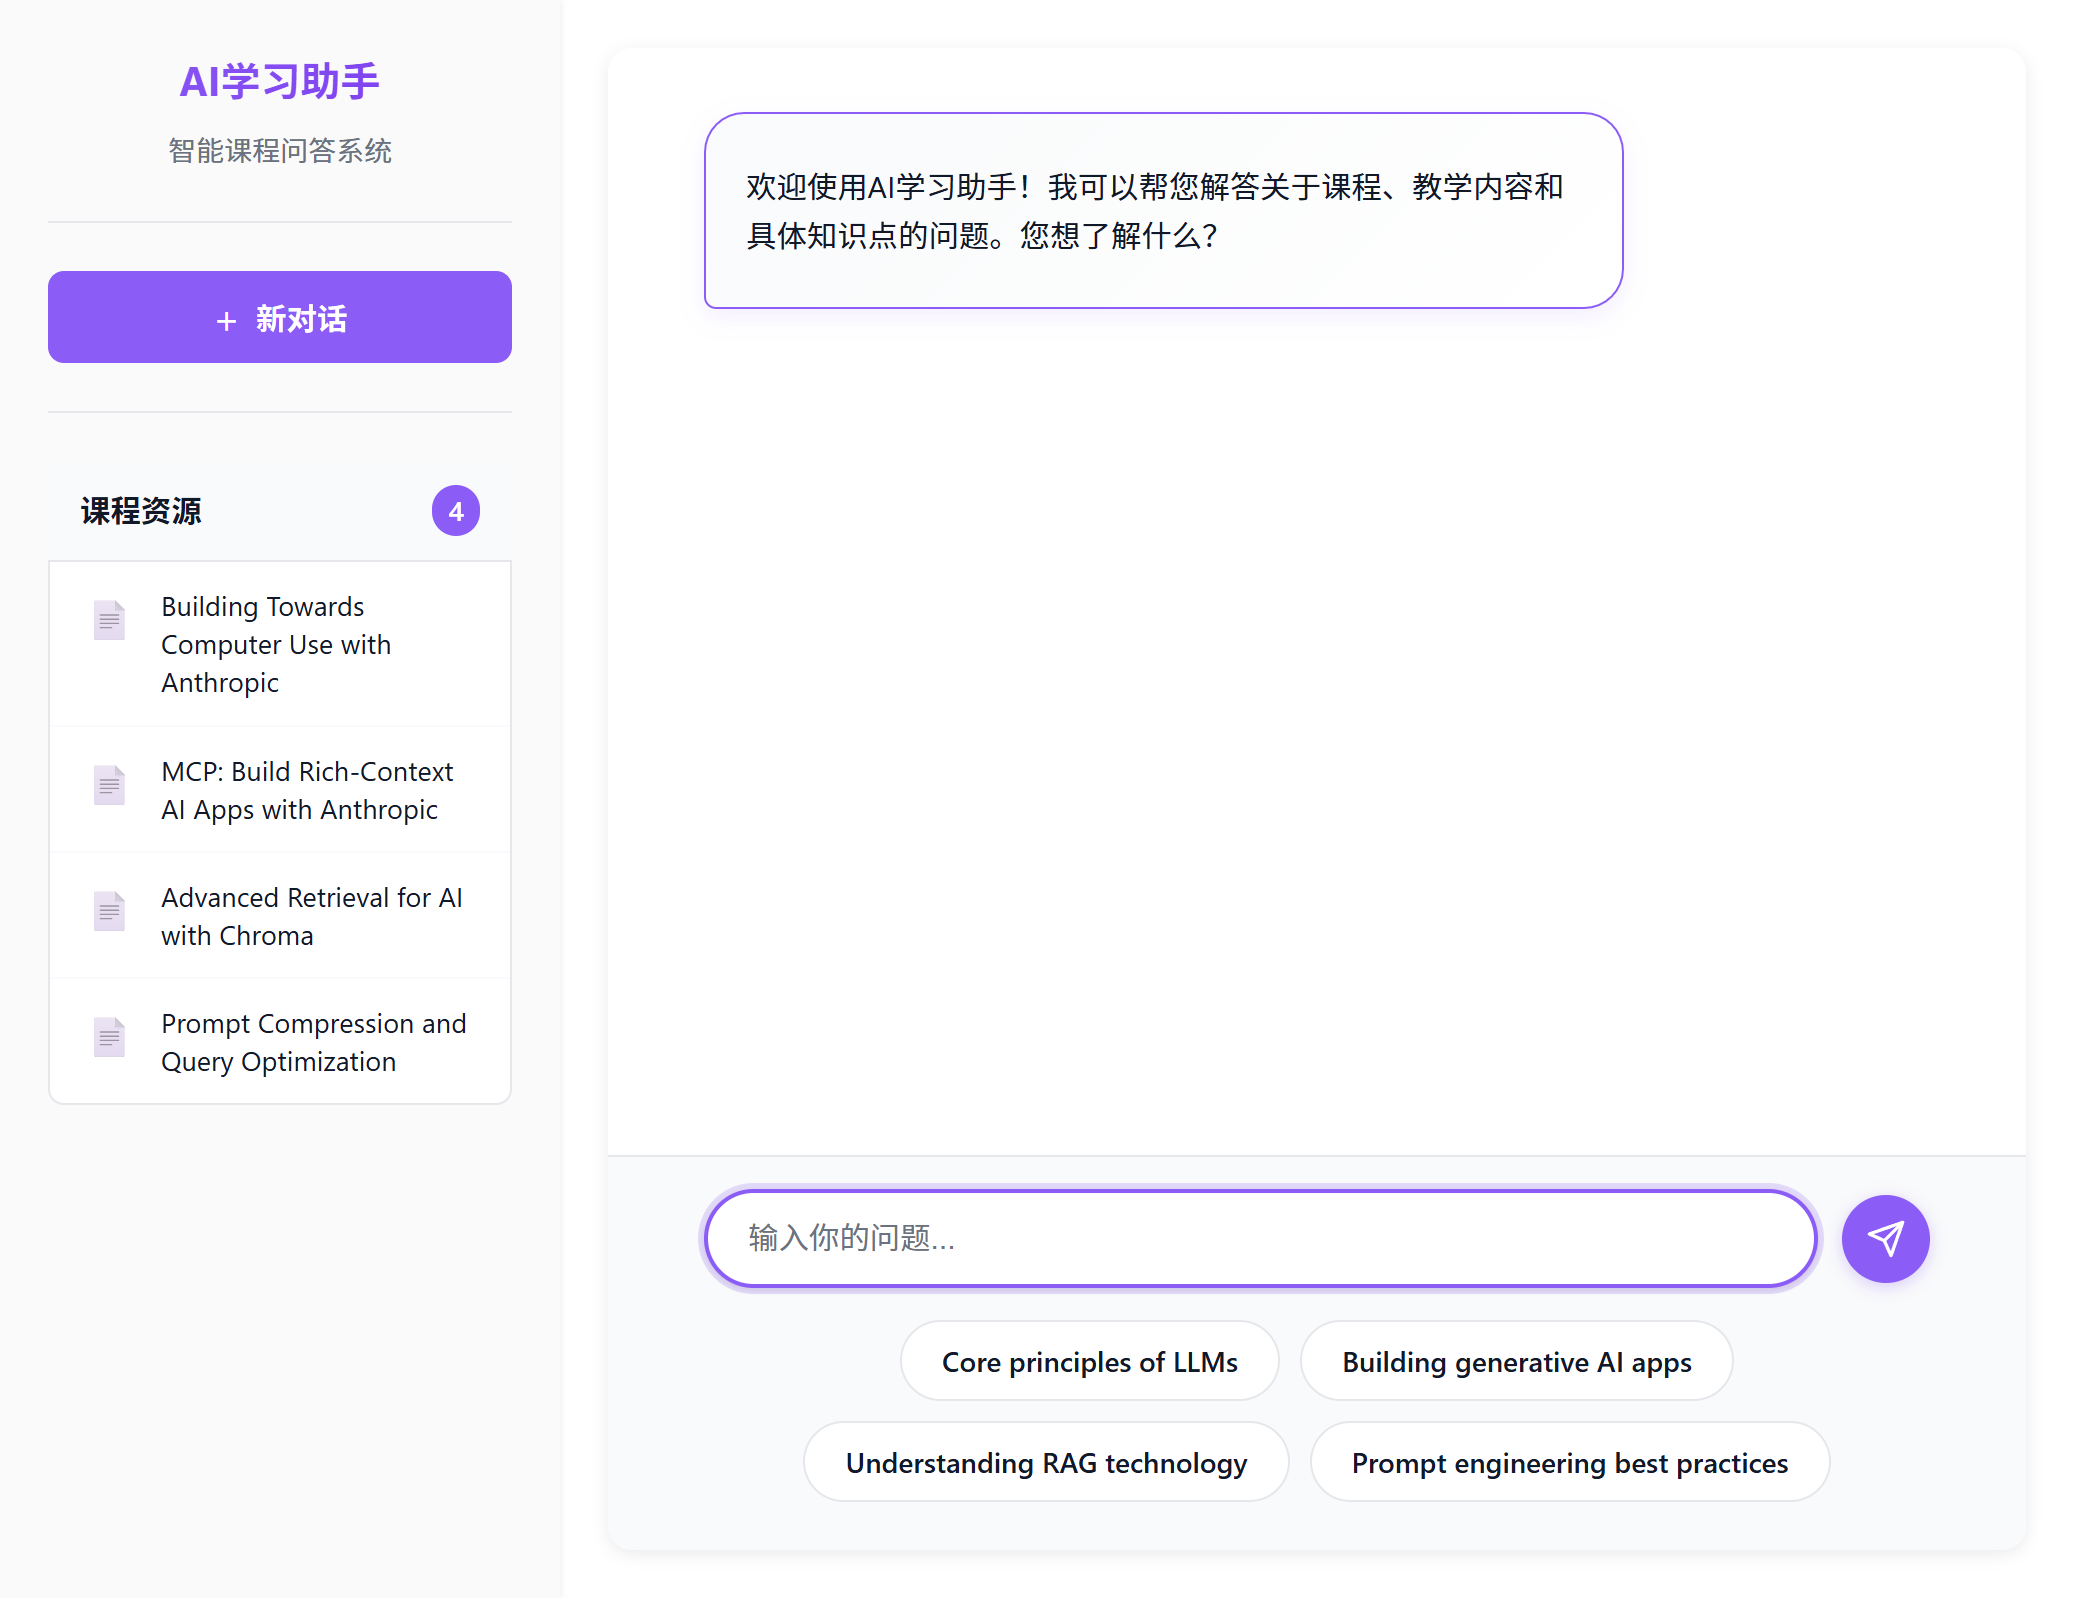 AI学习助手
智能课程问答系统
+ 新对话
课程资源
4
Building Towards
Computer Use with
Anthropic
MCP: Build Rich-Context
AI Apps with Anthropic
Advanced Retrieval for AI
with Chroma
Prompt Compression and
Query Optimization
欢迎使用AI学习助手！我可以帮您解答关于课程、教学内容和
具体知识点的问题。您想了解什么？
输入你的问题...
Core principles of LLMs
Building generative AI apps
Understanding RAG technology
Prompt engineering best practices